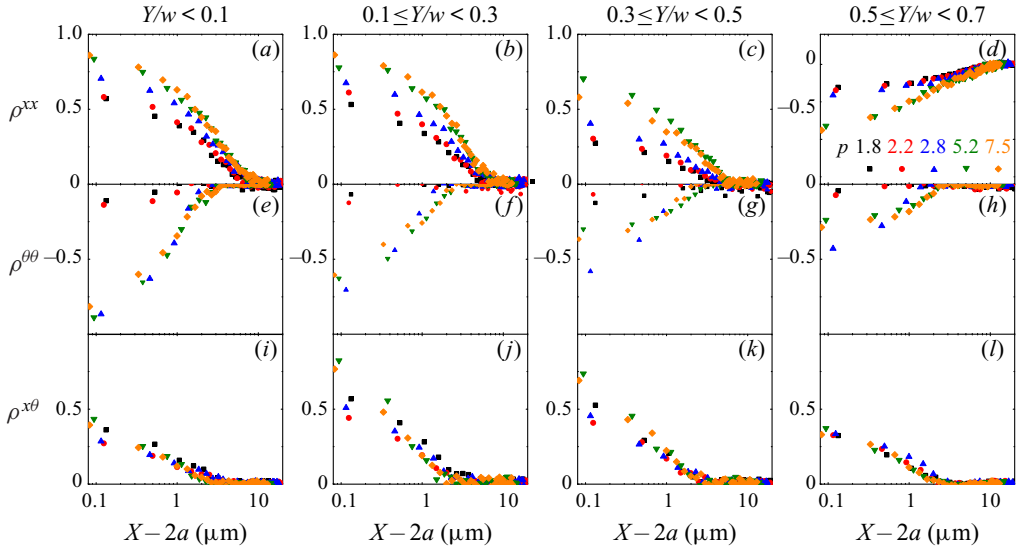 Y/w < 0.1 0.1 ≤ Y/w < 0.3 0.3 ≤ Y/w < 0.5 0.5 ≤ Y/w < 0.7
1.0 (a) 1.0 (b) 1.0 (c) 0 (d)
ρ^{xx} 0.5 0.5 0.5 −0.5
p 1.8 2.2 2.8 5.2 7.5
0 0 0 0
(e) (f) (g) (h)
ρ^{θθ} −0.5 −0.5 −0.5 −0.5
(i) (j) (k) (l)
ρ^{xθ} 0.5 0.5 0.5 0.5
0 0 0 0
0.1 1 10 0.1 1 10 0.1 1 10 0.1 1 10
X − 2a (μm) X − 2a (μm) X − 2a (μm) X − 2a (μm)